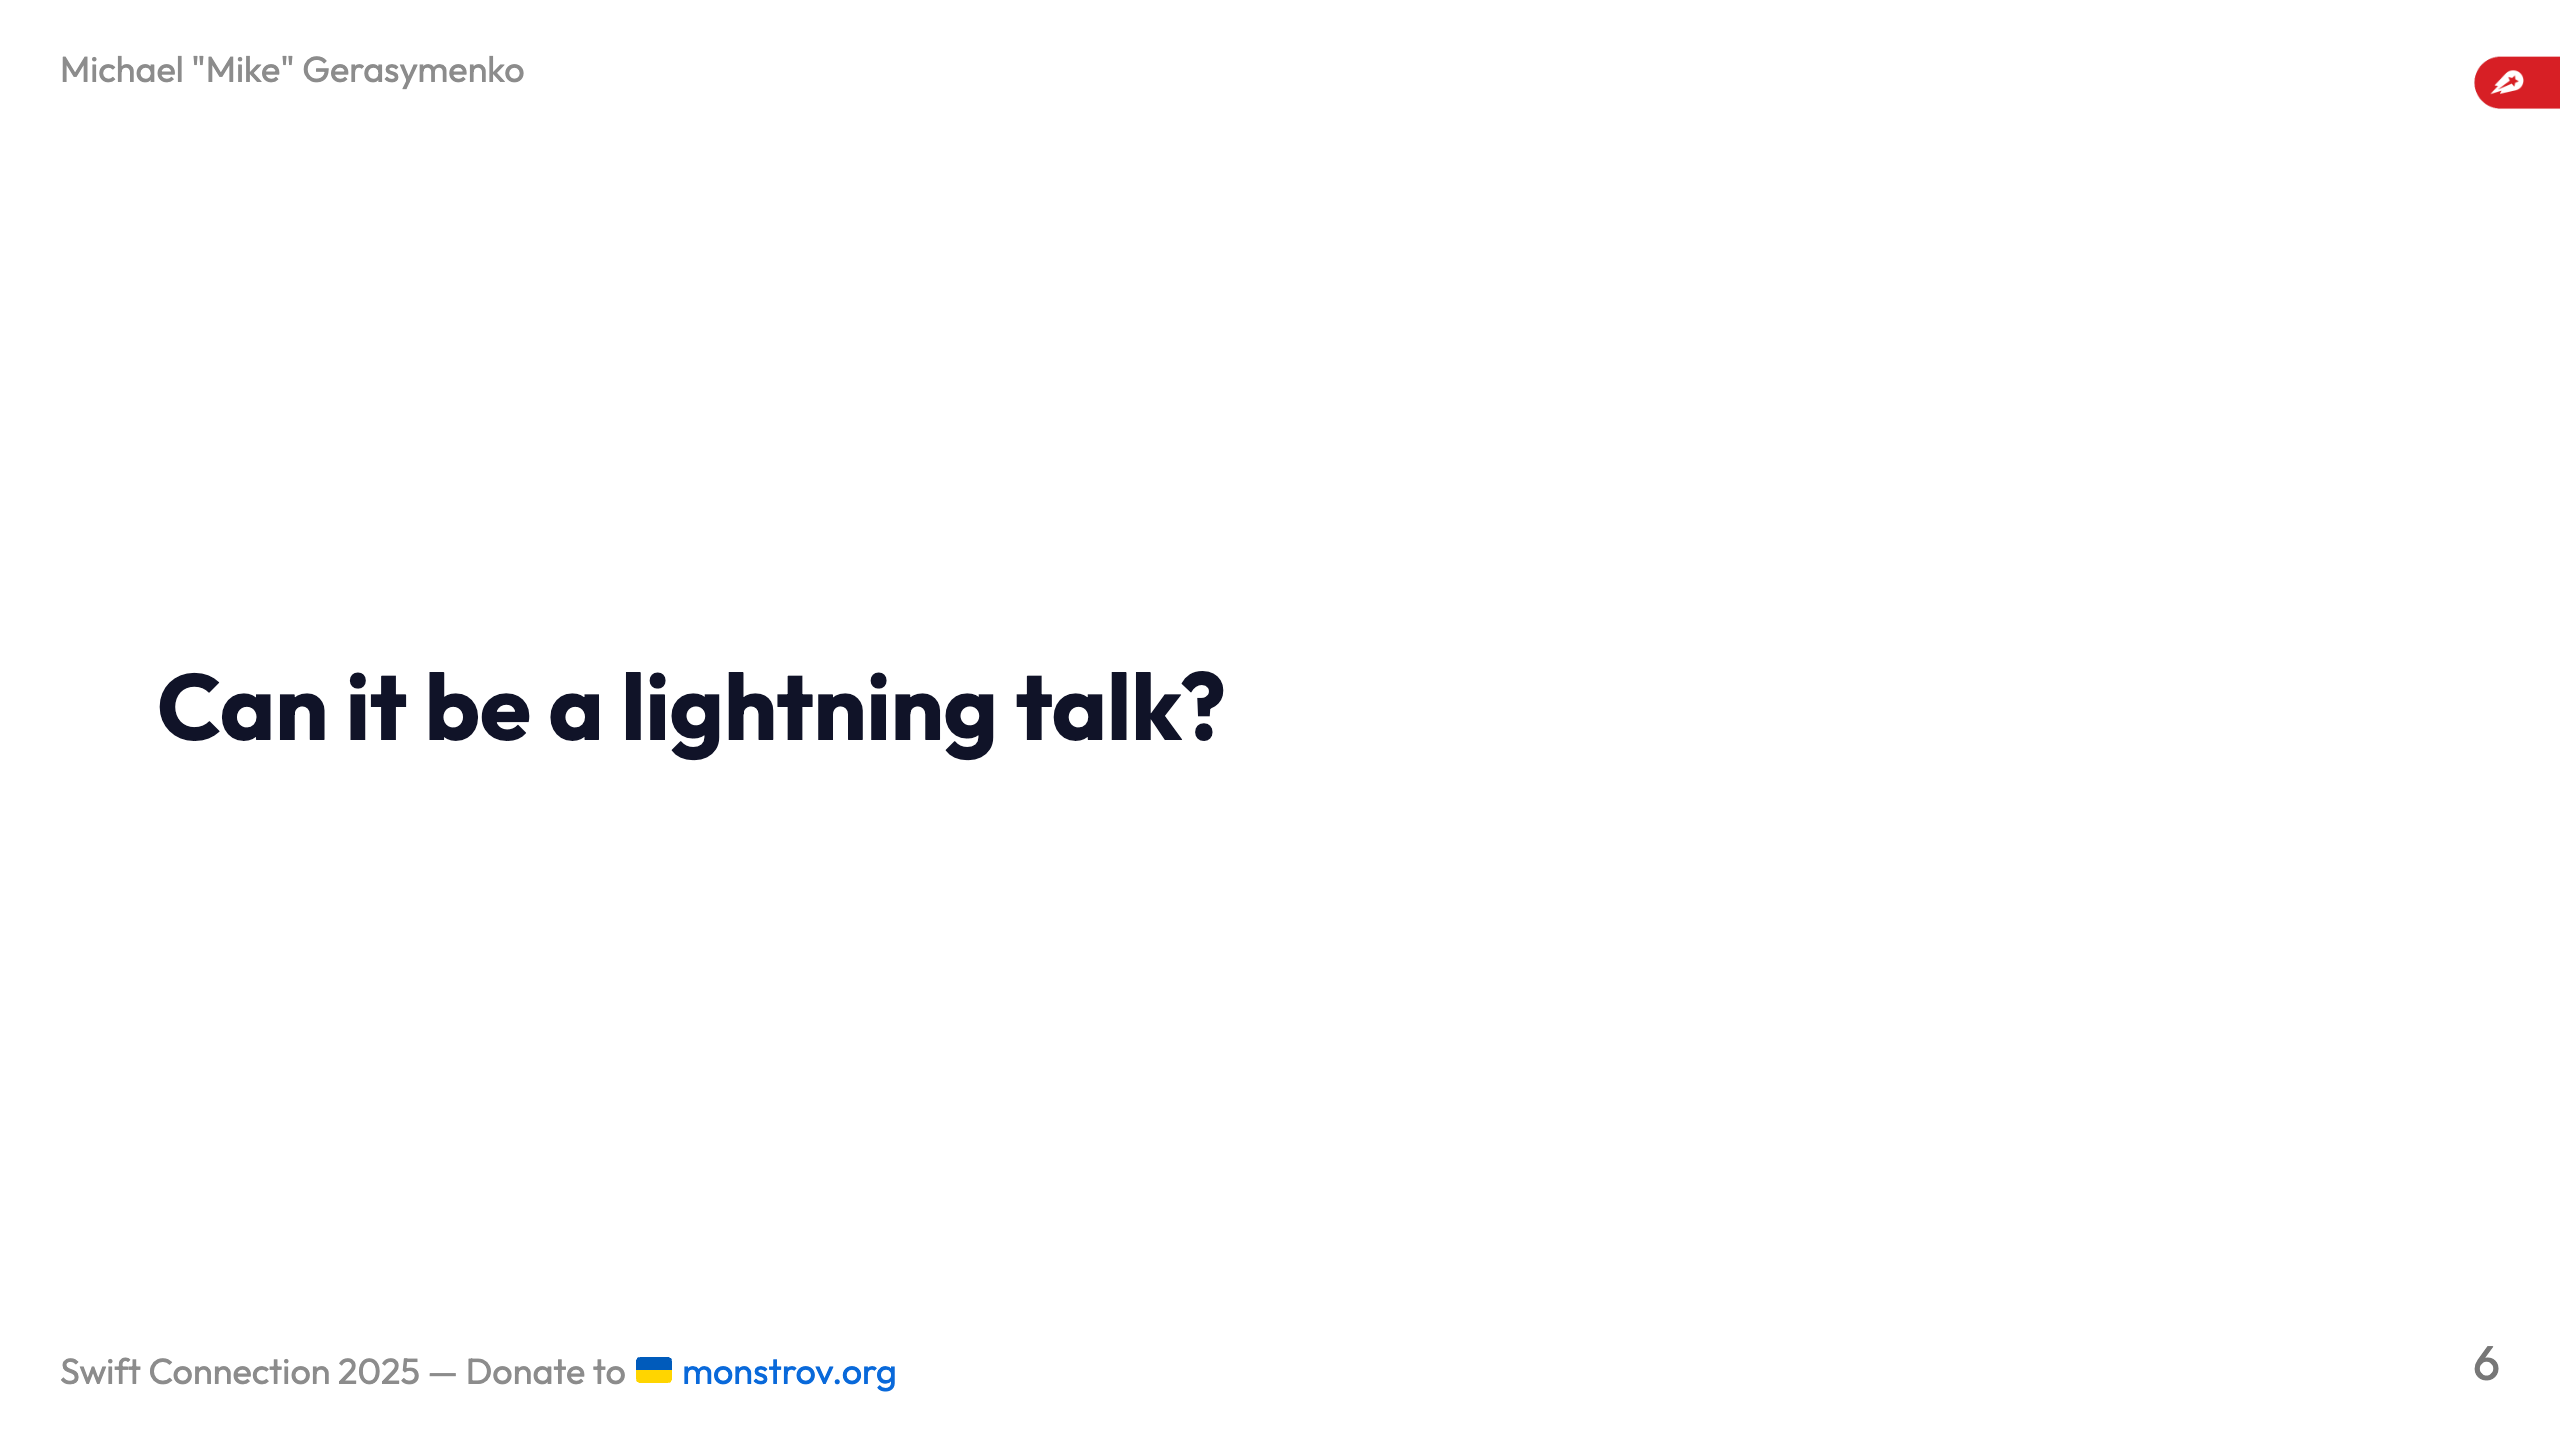 Michael "Mike" Gerasymenko
Can it be a lightning talk?
Swift Connection 2025 — Donate to 🇺🇦 monstrov.org
6